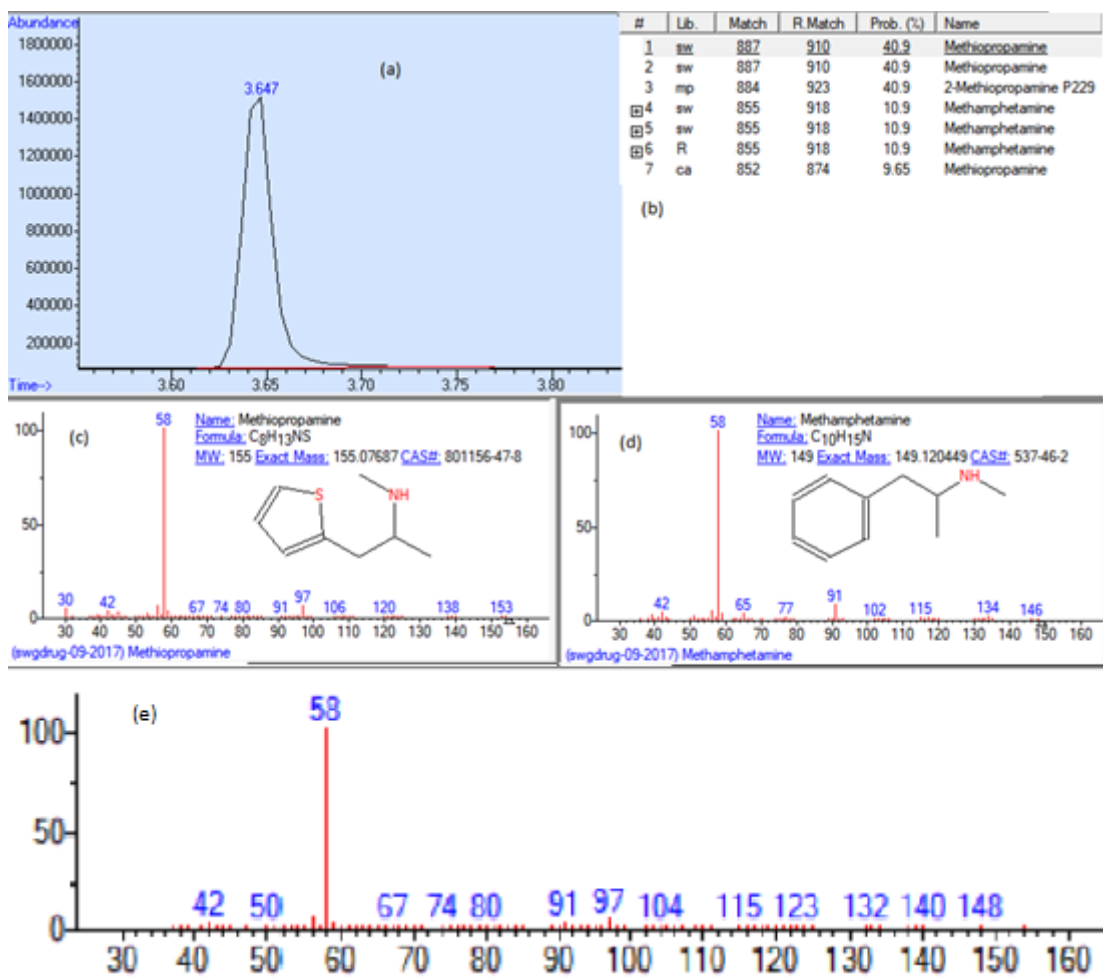 Abundance
1800000
1600000
1400000
1200000
1000000
800000
600000
400000
200000
Time-->
3.60 3.65 3.70 3.75 3.80
3.647
(a)
# Lib. Match R.Match Prob. (%) Name
1 sw 887 910 40.9 Methiopropamine
2 sw 887 910 40.9 Methiopropamine
3 mp 884 923 40.9 2-Methiopropamine P229
4 sw 855 918 10.9 Methamphetamine
5 sw 855 918 10.9 Methamphetamine
6 R 855 918 10.9 Methamphetamine
7 ca 852 874 9.65 Methiopropamine
(b)
(c)
Name: Methiopropamine
Formula: C8H13NS
MW: 155 Exact Mass: 155.07687 CAS#: 801156-47-8
S
NH
100
50
0
58
30 42 67 74 80 91 97 106 120 138 153
30 40 50 60 70 80 90 100 110 120 130 140 150 160
(swgdrug-09-2017) Methiopropamine
(d)
Name: Methamphetamine
Formula: C10H15N
MW: 149 Exact Mass: 149.120449 CAS#: 537-46-2
NH
100
50
0
58
42 65 77 91 102 115 134 146
30 40 50 60 70 80 90 100 110 120 130 140 150 160
(swgdrug-09-2017) Methamphetamine
(e)
100
50
0
58
42 50 67 74 80 91 97 104 115 123 132 140 148
30 40 50 60 70 80 90 100 110 120 130 140 150 160